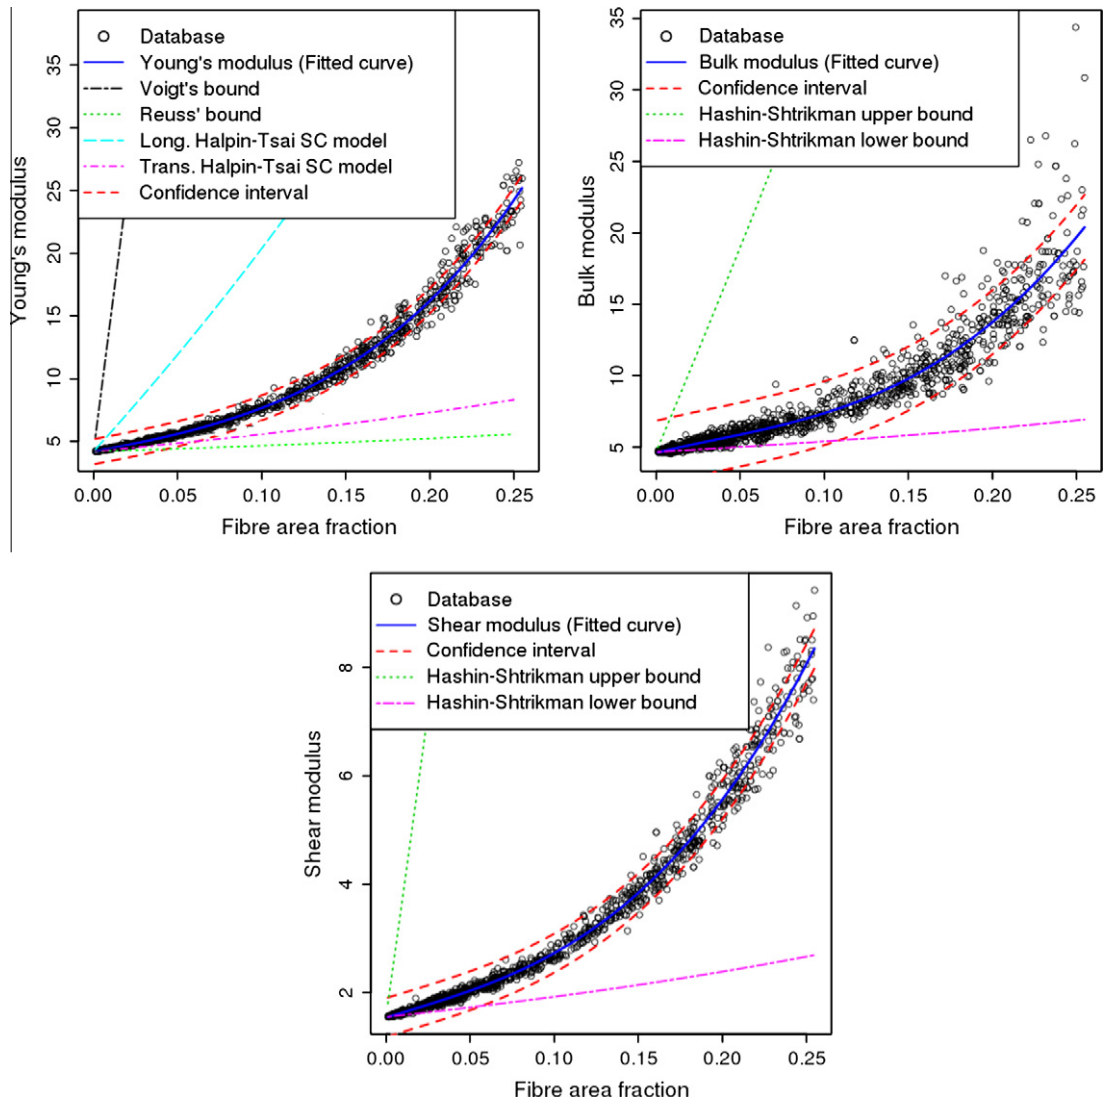 Database
Young's modulus (Fitted curve)
Voigt's bound
Reuss' bound
Long. Halpin-Tsai SC model
Trans. Halpin-Tsai SC model
Confidence interval
Young's modulus
35
30
25
20
15
10
5
0.00 0.05 0.10 0.15 0.20 0.25
Fibre area fraction
Database
Bulk modulus (Fitted curve)
Confidence interval
Hashin-Shtrikman upper bound
Hashin-Shtrikman lower bound
Bulk modulus
35
30
25
20
15
10
5
0.00 0.05 0.10 0.15 0.20 0.25
Fibre area fraction
Database
Shear modulus (Fitted curve)
Confidence interval
Hashin-Shtrikman upper bound
Hashin-Shtrikman lower bound
Shear modulus
8
6
4
2
0.00 0.05 0.10 0.15 0.20 0.25
Fibre area fraction